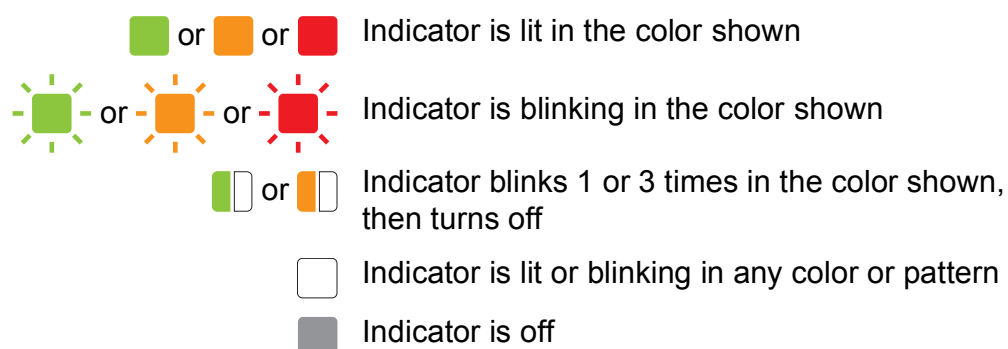 or or Indicator is lit in the color shown
or or Indicator is blinking in the color shown
or Indicator blinks 1 or 3 times in the color shown,
then turns off
Indicator is lit or blinking in any color or pattern
Indicator is off